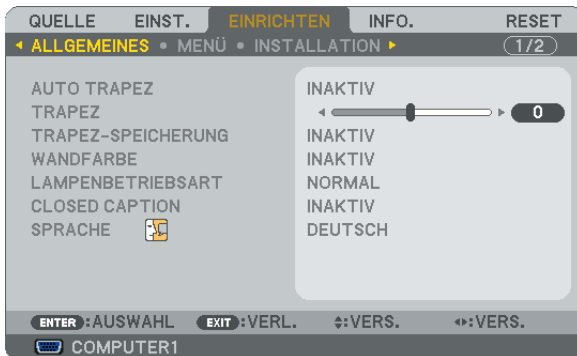 QUELLE EINST. EINRICHTEN INFO. RESET
ALLGEMEINES • MENÜ • INSTALLATION 1/2
AUTO TRAPEZ INAKTIV
TRAPEZ 0
TRAPEZ-SPEICHERUNG INAKTIV
WANDFARBE INAKTIV
LAMPENBETRIEBSART NORMAL
CLOSED CAPTION INAKTIV
SPRACHE DEUTSCH
ENTER :AUSWAHL EXIT :VERL. :VERS. :VERS.
COMPUTER1